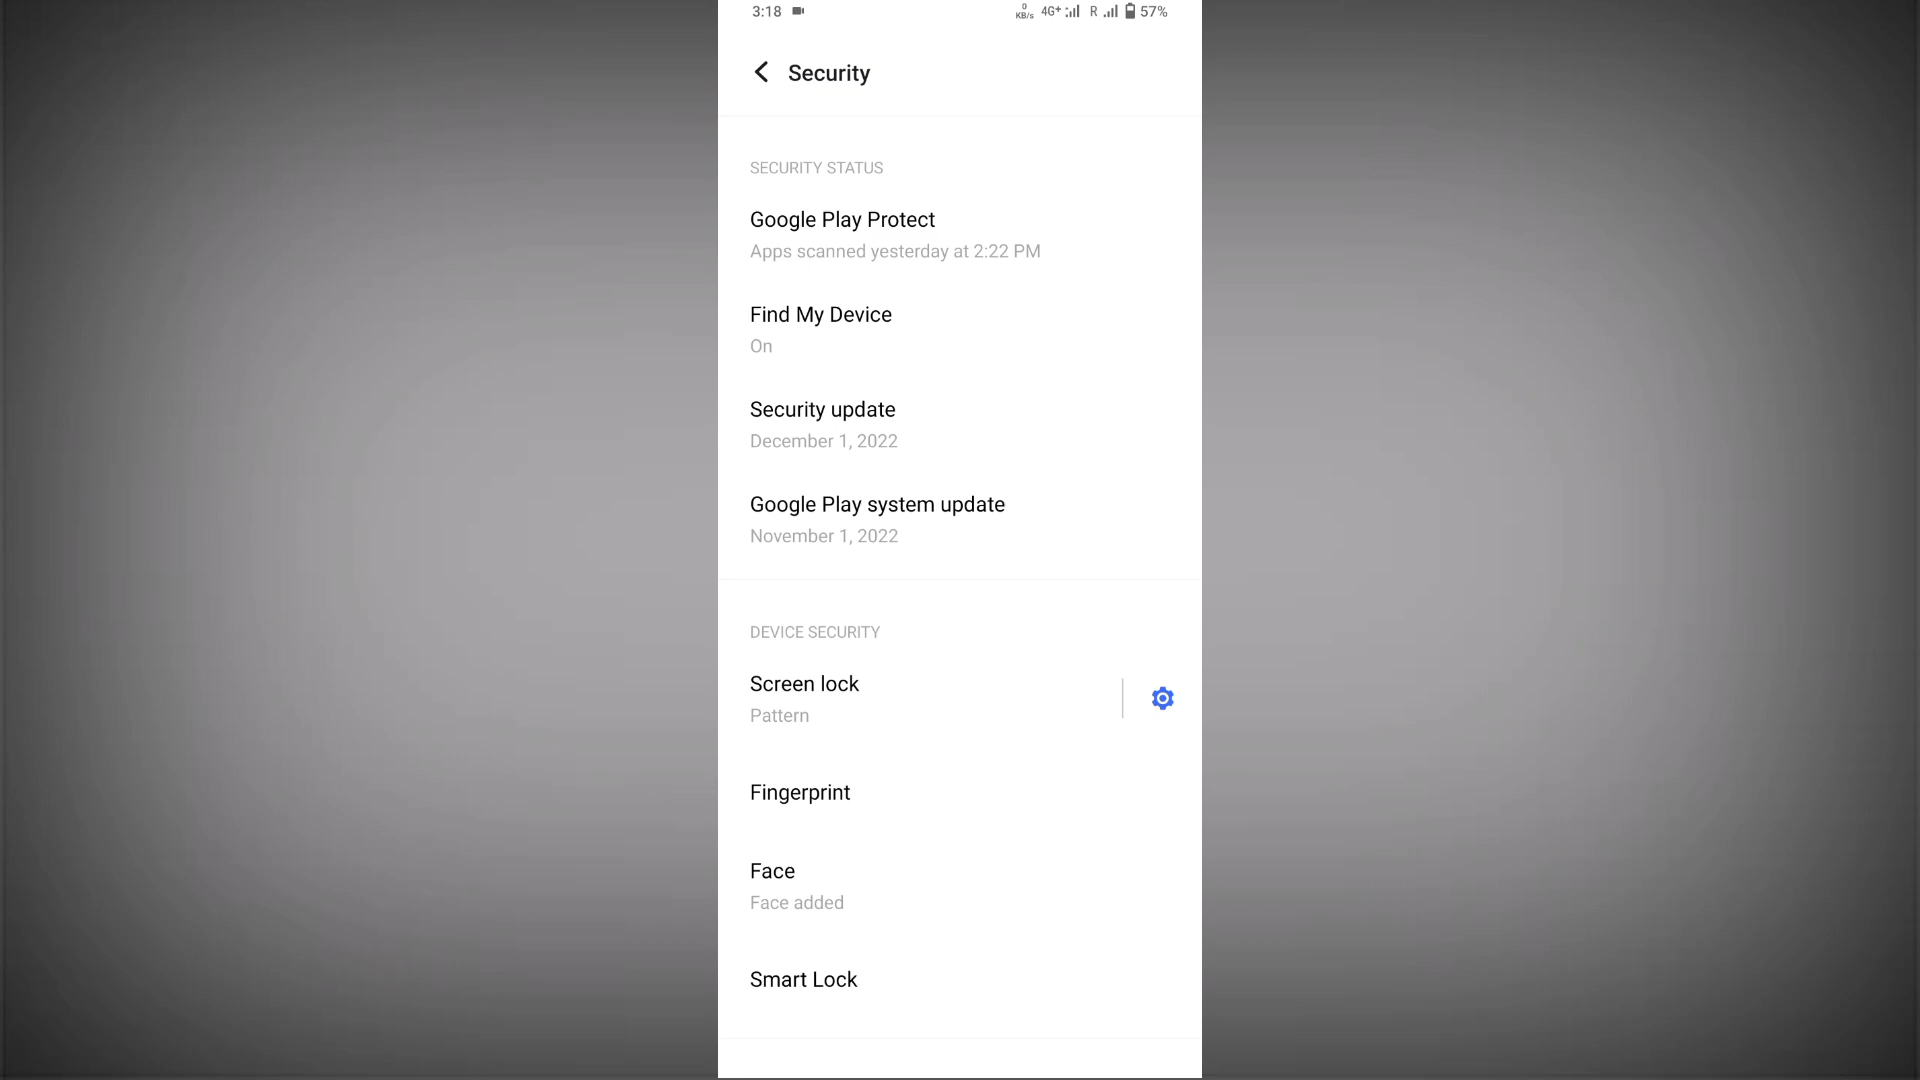 3:18 0 KB/s 4G+ R 57%
Security
SECURITY STATUS
Google Play Protect
Apps scanned yesterday at 2:22 PM
Find My Device
On
Security update
December 1, 2022
Google Play system update
November 1, 2022
DEVICE SECURITY
Screen lock
Pattern
Fingerprint
Face
Face added
Smart Lock